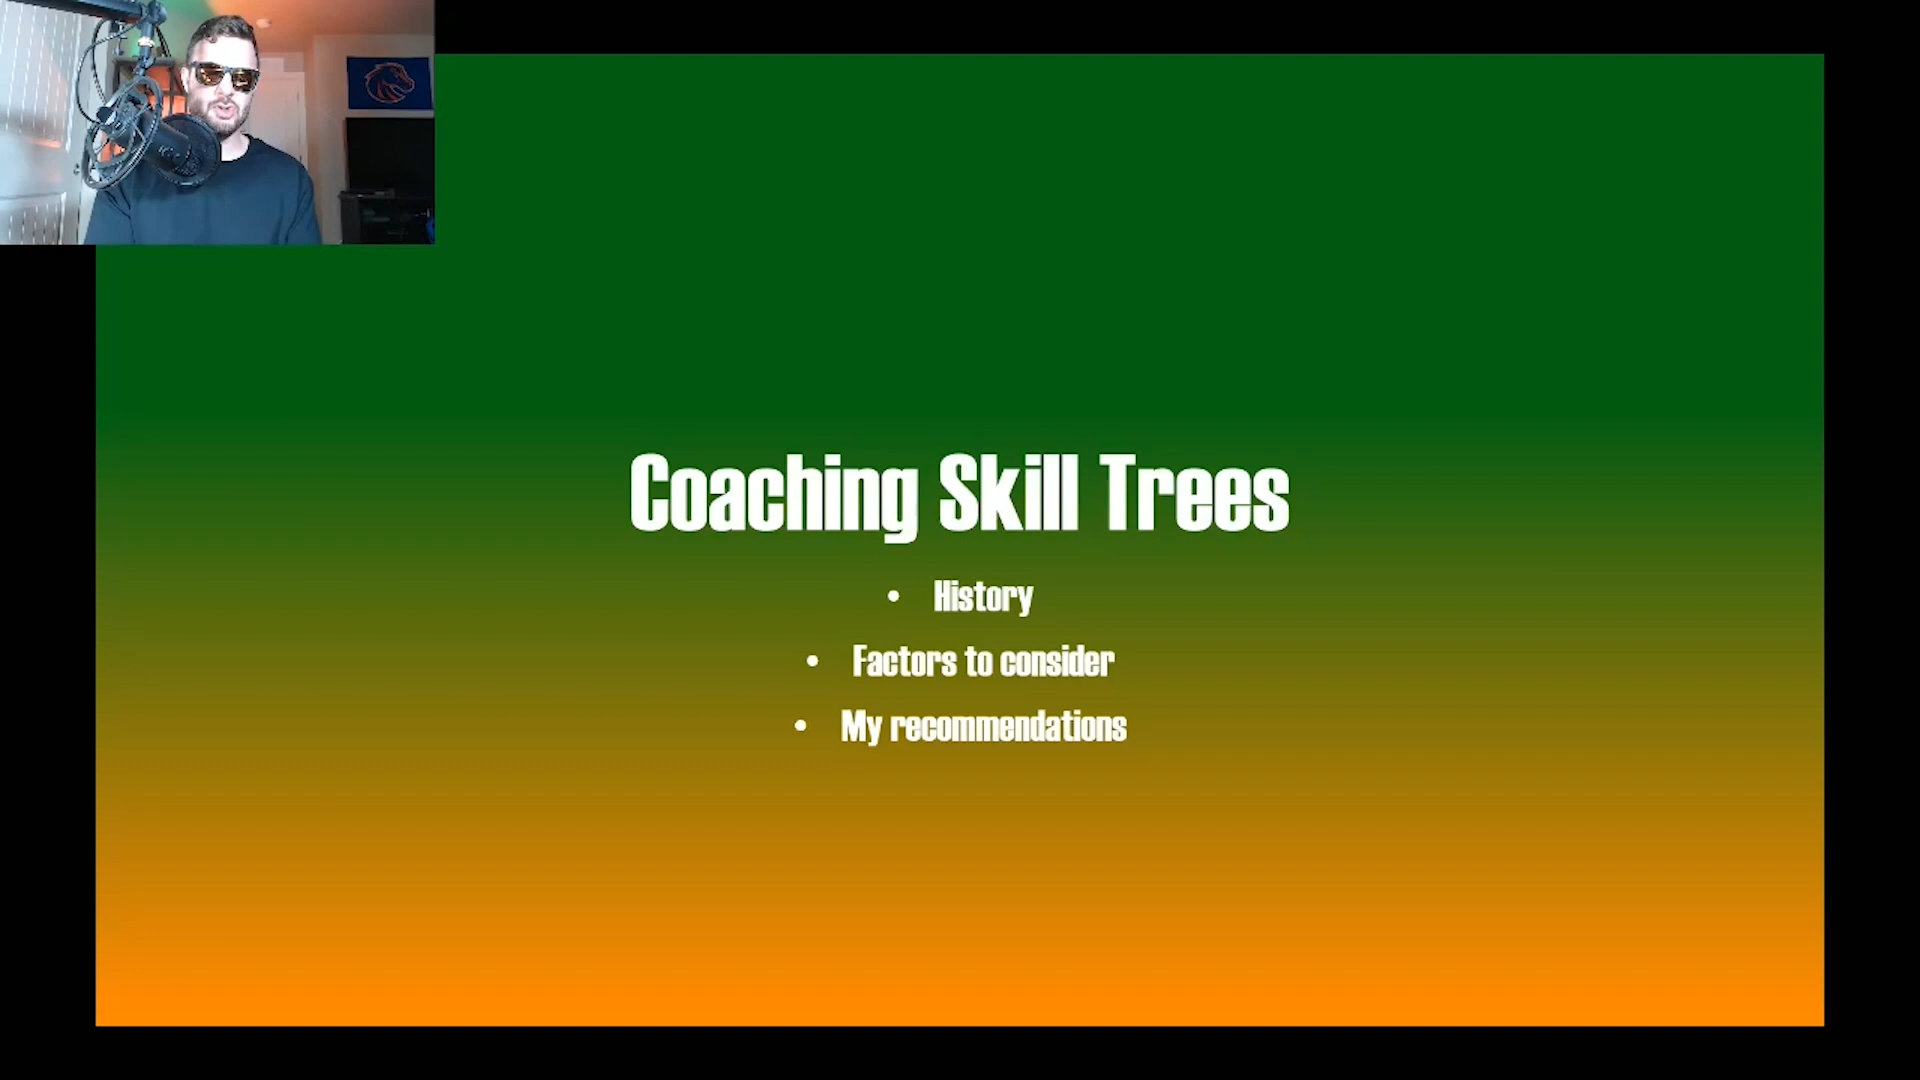 Coaching Skill Trees
• History
• Factors to consider
• My recommendations